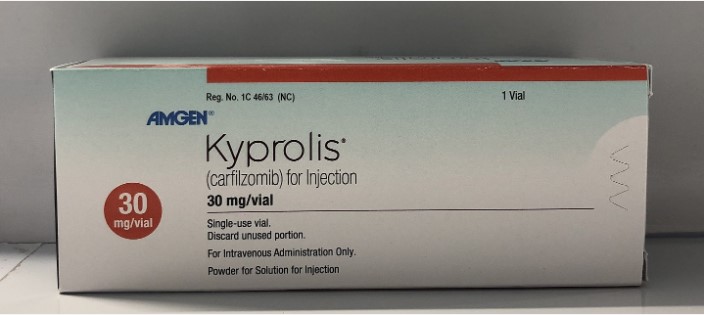 Reg. No. 1C 46/63 (NC)
1 Vial
AMGEN®
Kyprolis®
(carfilzomib) for Injection
30 mg/vial
30
mg/vial
Single-use vial.
Discard unused portion.
For Intravenous Administration Only.
Powder for Solution for Injection